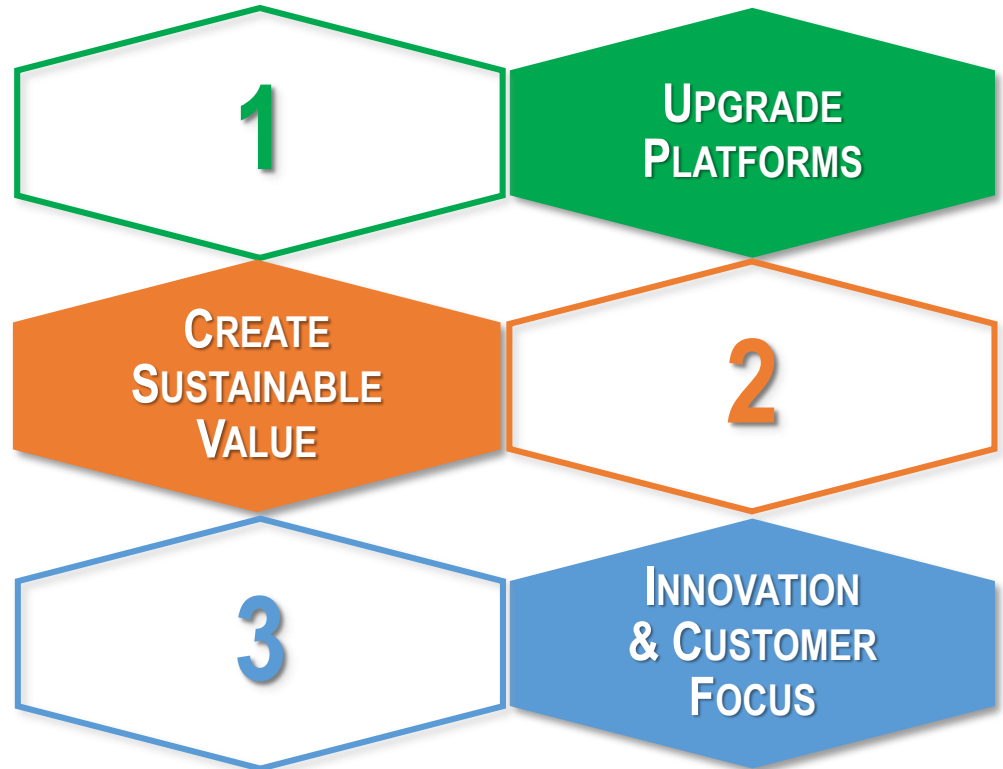 1
UPGRADE
PLATFORMS
CREATE
SUSTAINABLE
VALUE
2
3
INNOVATION
& CUSTOMER
FOCUS